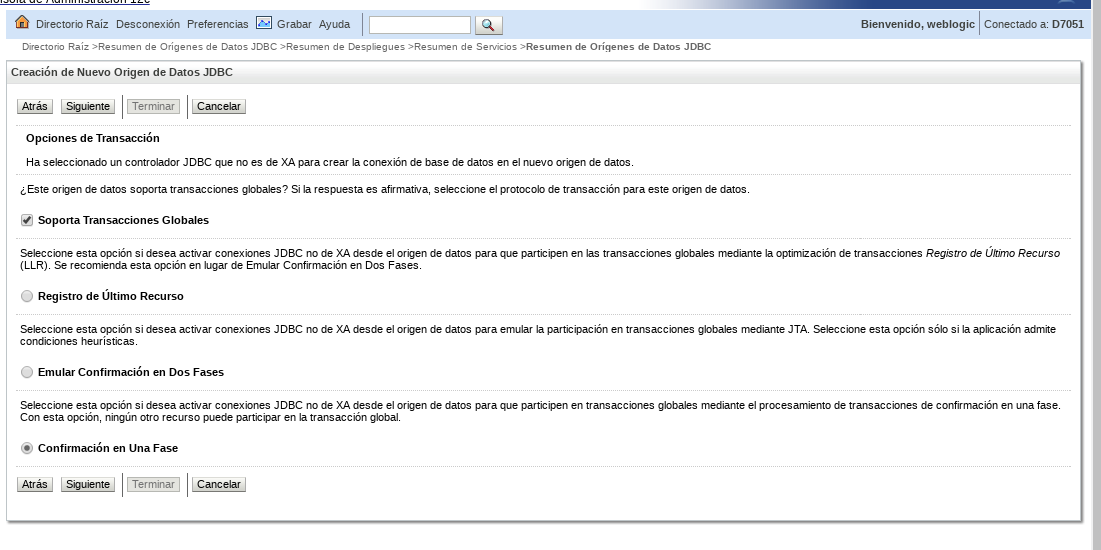 nsola de Administración 12c
Directorio Raíz Desconexión Preferencias Grabar Ayuda Bienvenido, weblogic Conectado a: D7051
Directorio Raíz >Resumen de Orígenes de Datos JDBC >Resumen de Despliegues >Resumen de Servicios >Resumen de Orígenes de Datos JDBC
Creación de Nuevo Origen de Datos JDBC
Atrás Siguiente Terminar Cancelar
Opciones de Transacción
Ha seleccionado un controlador JDBC que no es de XA para crear la conexión de base de datos en el nuevo origen de datos.
¿Este origen de datos soporta transacciones globales? Si la respuesta es afirmativa, seleccione el protocolo de transacción para este origen de datos.
Soporta Transacciones Globales
Seleccione esta opción si desea activar conexiones JDBC no de XA desde el origen de datos para que participen en las transacciones globales mediante la optimización de transacciones Registro de Último Recurso
(LLR). Se recomienda esta opción en lugar de Emular Confirmación en Dos Fases.
Registro de Último Recurso
Seleccione esta opción si desea activar conexiones JDBC no de XA desde el origen de datos para emular la participación en transacciones globales mediante JTA. Seleccione esta opción sólo si la aplicación admite
condiciones heurísticas.
Emular Confirmación en Dos Fases
Seleccione esta opción si desea activar conexiones JDBC no de XA desde el origen de datos para que participen en transacciones globales mediante el procesamiento de transacciones de confirmación en una fase.
Con esta opción, ningún otro recurso puede participar en la transacción global.
Confirmación en Una Fase
Atrás Siguiente Terminar Cancelar